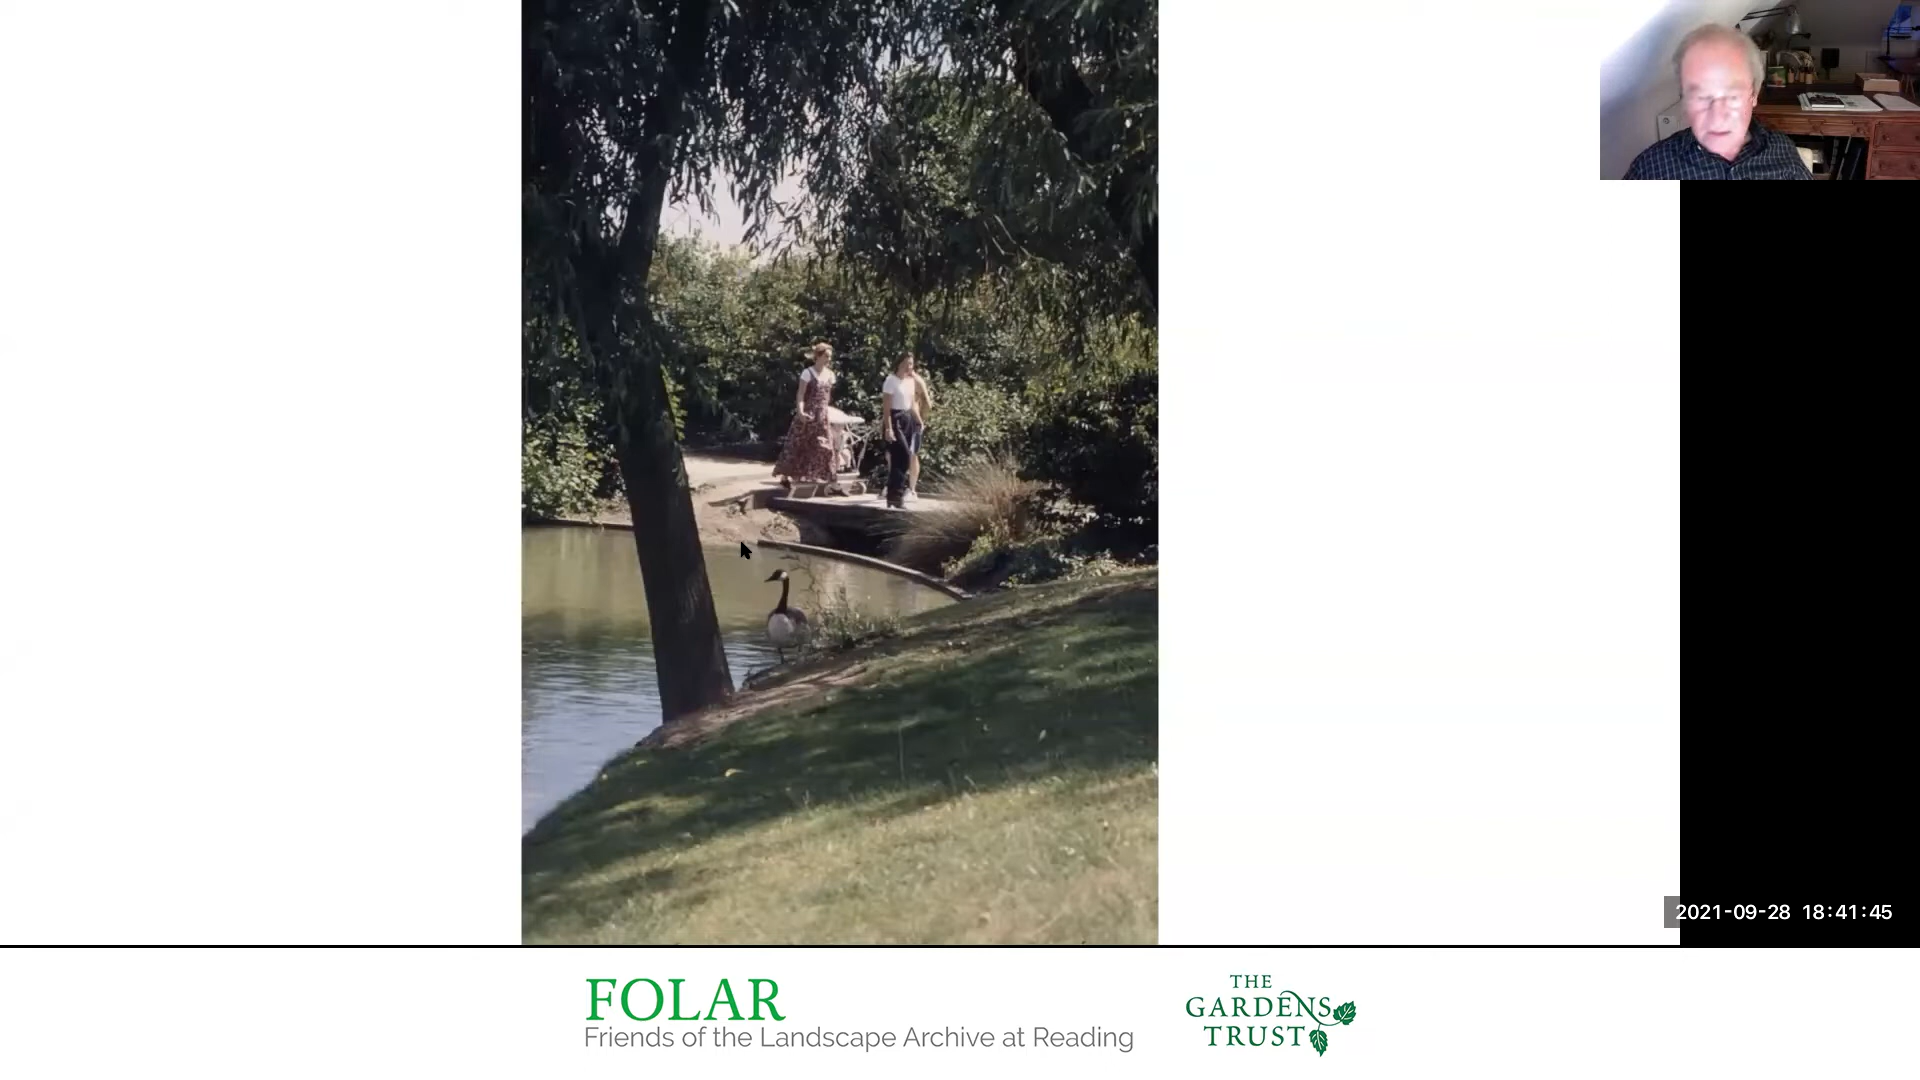 2021-09-28 18:41:45
FOLAR
Friends of the Landscape Archive at Reading
THE
GARDENS
TRUST